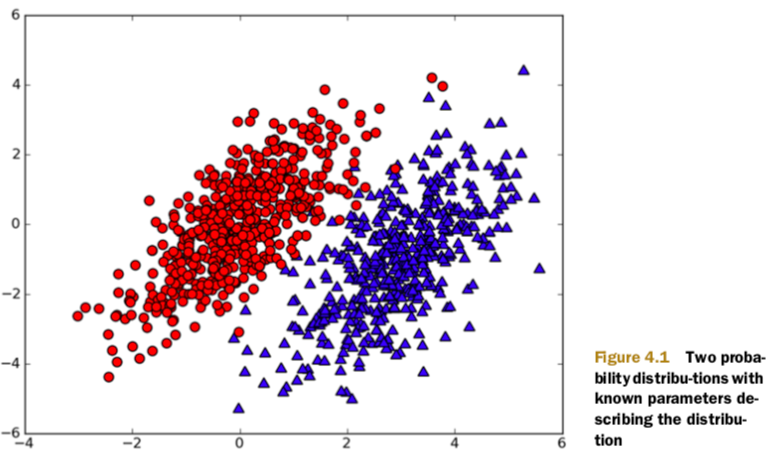 6
4
2
0
−2
−4
−6
−4 −2 0 2 4 6
Figure 4.1 Two proba-
bility distribu-tions with
known parameters de-
scribing the distribu-
tion